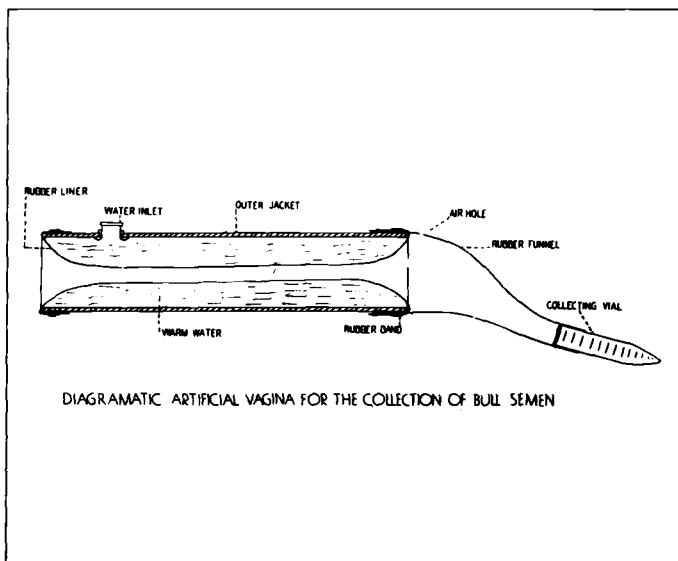 RUBBER LINER
WATER INLET
OUTER JACKET
AIR HOLE
RUBBER FUNNEL
COLLECTING VIAL
WARM WATER
RUBBER BAND
DIAGRAMATIC ARTIFICIAL VAGINA FOR THE COLLECTION OF BULL SEMEN